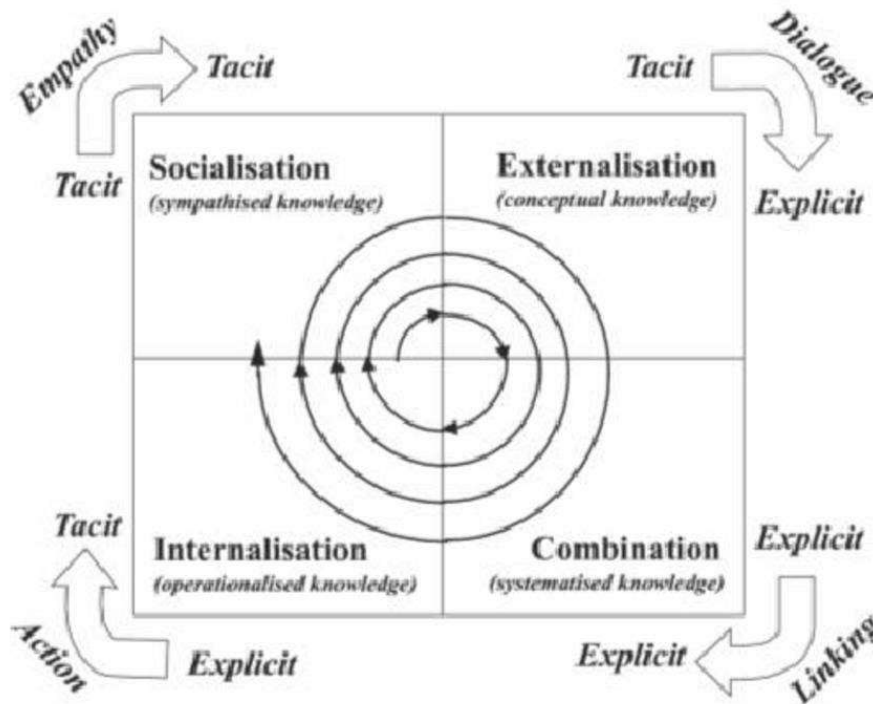 Empathy
Tacit
Tacit
Dialogue
Tacit
Socialisation
(sympathised knowledge)
Externalisation
(conceptual knowledge)
Explicit
Tacit
Internalisation
(operationalised knowledge)
Combination
(systematised knowledge)
Explicit
Action
Explicit
Explicit
Linking